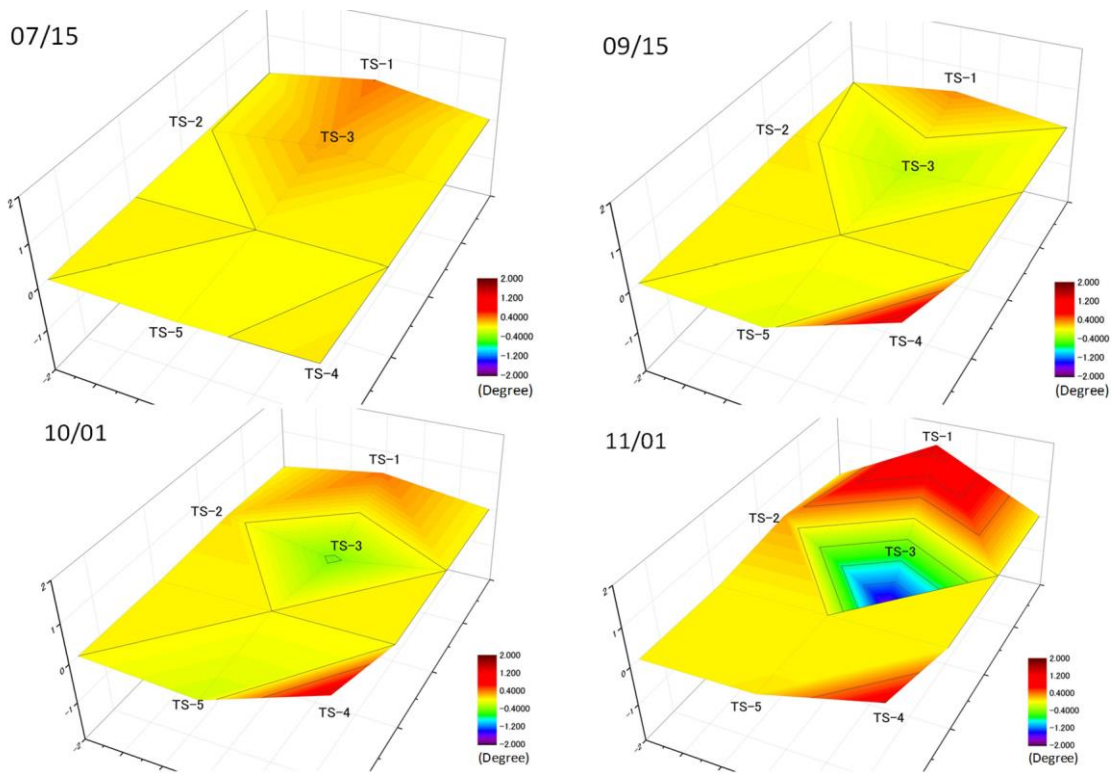 07/15
TS-1
TS-2
TS-3
2
1
0
-1
-2
TS-5
TS-4
2.000
1.200
0.4000
-0.4000
-1.200
-2.000
(Degree)
09/15
TS-1
TS-2
TS-3
2
1
0
-1
-2
TS-5
TS-4
2.000
1.200
0.4000
-0.4000
-1.200
-2.000
(Degree)
10/01
TS-1
TS-2
TS-3
2
1
0
-1
-2
TS-5
TS-4
2.000
1.200
0.4000
-0.4000
-1.200
-2.000
(Degree)
11/01
TS-1
TS-2
TS-3
2
1
0
-1
-2
TS-5
TS-4
2.000
1.200
0.4000
-0.4000
-1.200
-2.000
(Degree)